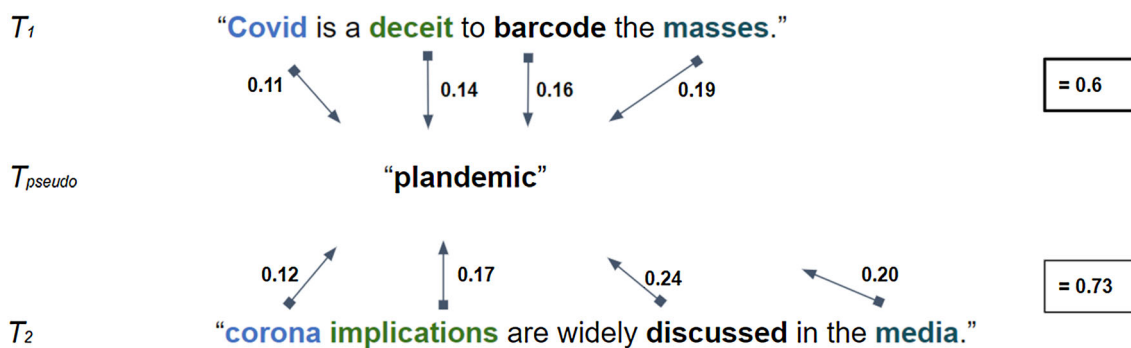 T1 “Covid is a deceit to barcode the masses.”
0.11 0.14 0.16 0.19 = 0.6
Tpseudo “plandemic”
0.12 0.17 0.24 0.20 = 0.73
T2 “corona implications are widely discussed in the media.”